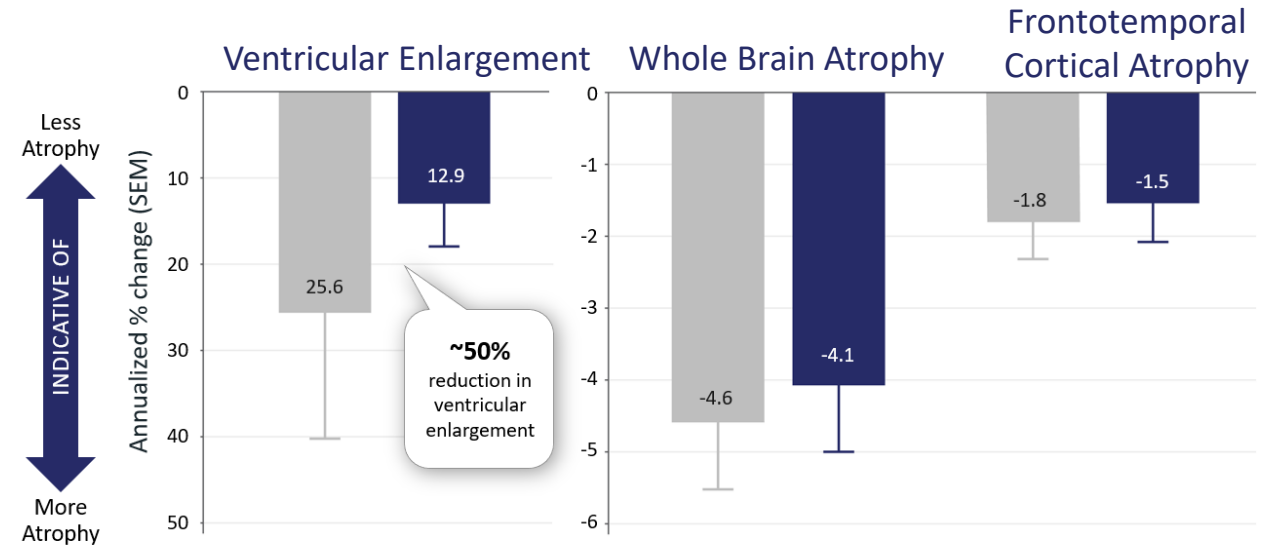 Ventricular Enlargement
Whole Brain Atrophy
Frontotemporal
Cortical Atrophy
Less
Atrophy
INDICATIVE OF
More
Atrophy
Annualized % change (SEM)
0
10
20
30
40
50
25.6
12.9
~50%
reduction in
ventricular
enlargement
0
-1
-2
-3
-4
-5
-6
-4.6
-4.1
-1.8
-1.5